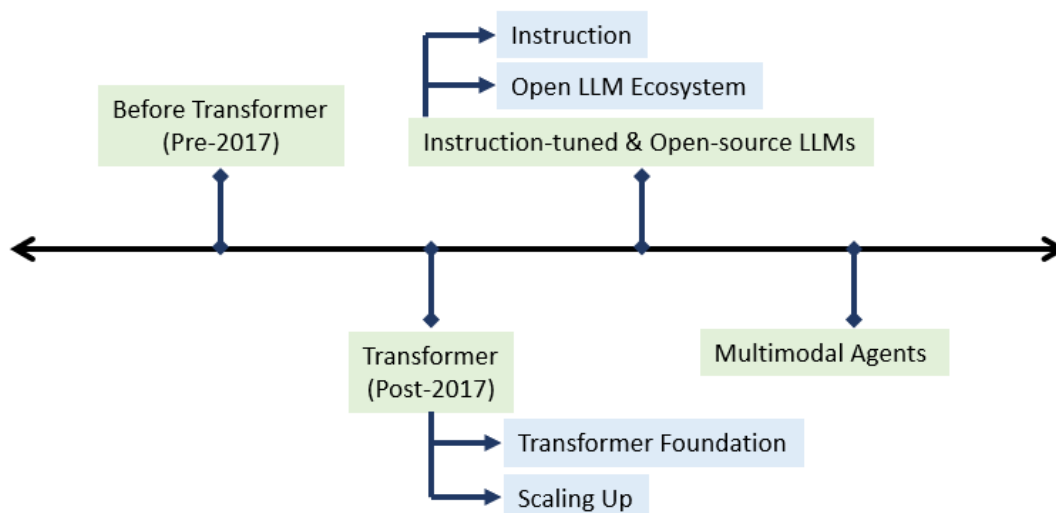 Instruction
Open LLM Ecosystem
Before Transformer
(Pre-2017)
Instruction-tuned & Open-source LLMs
Transformer
(Post-2017)
Multimodal Agents
Transformer Foundation
Scaling Up